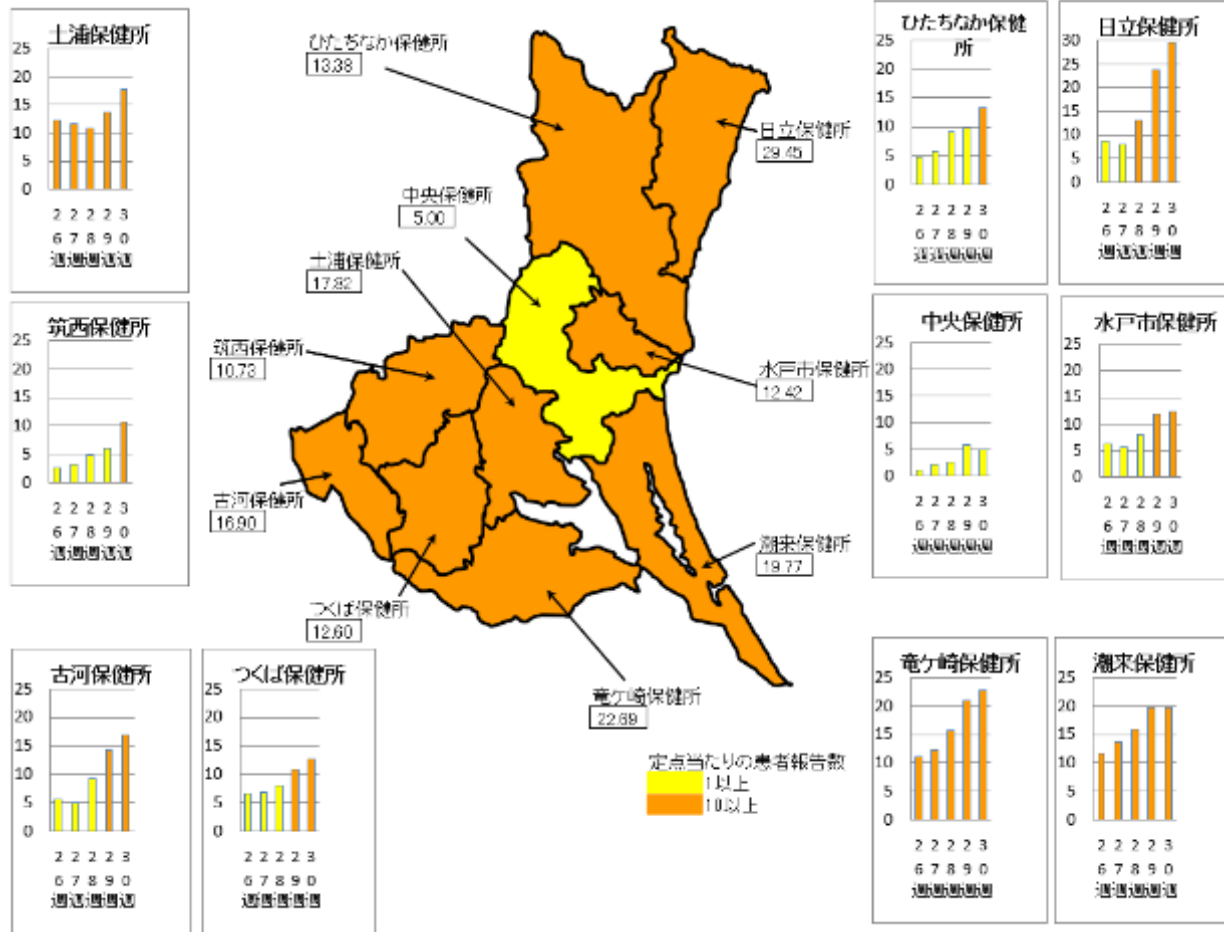 土浦保健所
25
20
15
10
5
0
26週
27週
28週
29週
30週
筑西保健所
25
20
15
10
5
0
26週
27週
28週
29週
30週
古河保健所
25
20
15
10
5
0
26週
27週
28週
29週
30週
つくば保健所
25
20
15
10
5
0
26週
27週
28週
29週
30週
ひたちなか保健所
13.38
日立保健所
29.45
中央保健所
5.00
土浦保健所
17.82
筑西保健所
10.73
水戸市保健所
12.42
古河保健所
16.90
潮来保健所
19.77
つくば保健所
12.60
竜ケ崎保健所
22.69
定点当たりの患者報告数
1以上
10以上
ひたちなか保健
所
25
20
15
10
5
0
26週
27週
28週
29週
30週
日立保健所
30
25
20
15
10
5
0
26週
27週
28週
29週
30週
中央保健所
25
20
15
10
5
0
26週
27週
28週
29週
30週
水戸市保健所
25
20
15
10
5
0
26週
27週
28週
29週
30週
竜ケ崎保健所
25
20
15
10
5
0
26週
27週
28週
29週
30週
潮来保健所
25
20
15
10
5
0
26週
27週
28週
29週
30週